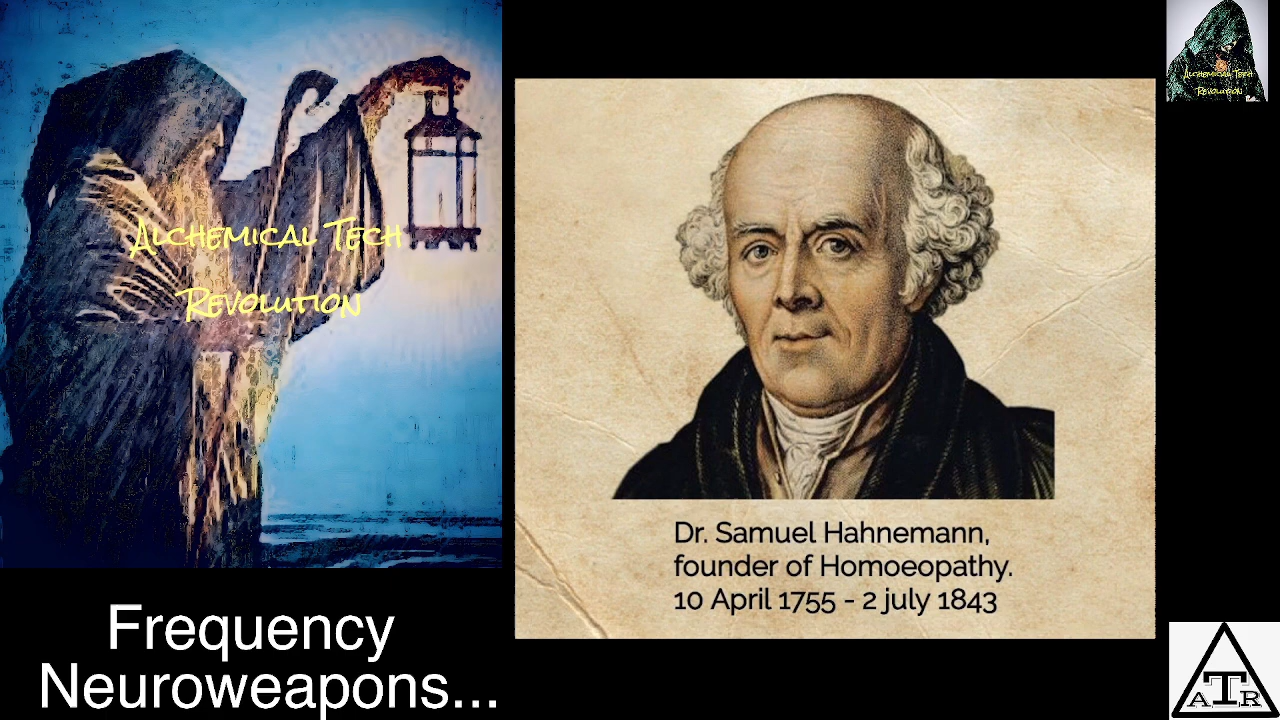 Alchemical Tech
Revolution
Frequency
Neuroweapons...
Dr. Samuel Hahnemann,
founder of Homoeopathy.
10 April 1755 - 2 july 1843
Alchemical Tech
Revolution
ATR